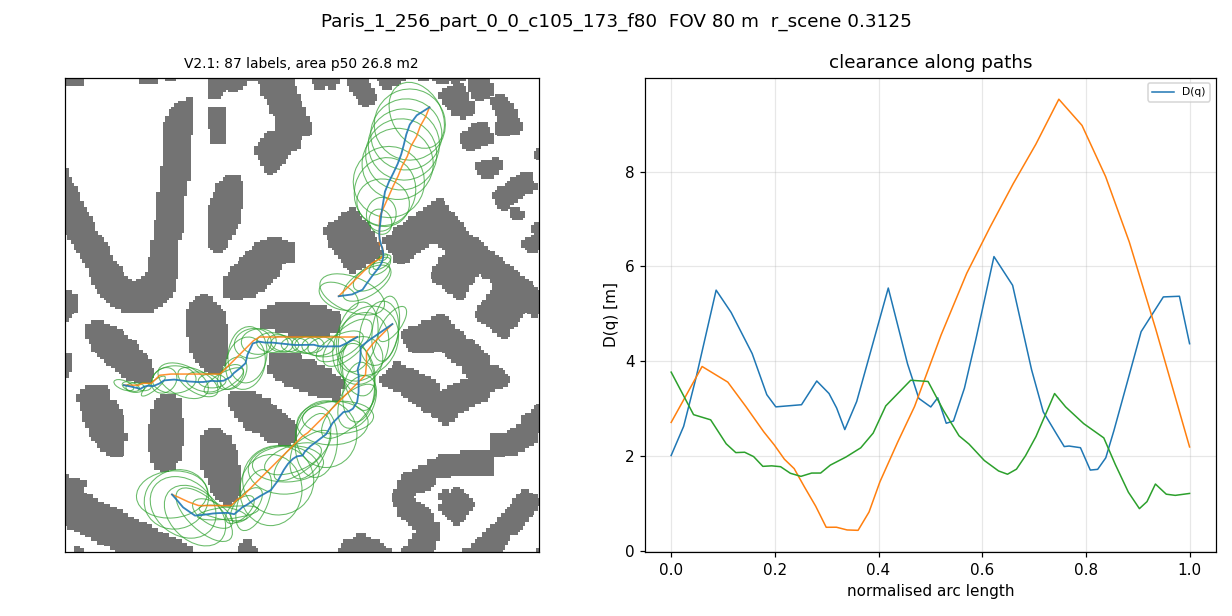 Paris_1_256_part_0_0_c105_173_f80  FOV 80 m  r_scene 0.3125
V2.1: 87 labels, area p50 26.8 m2
clearance along paths
D(q)
D(q) [m]
8
6
4
2
0
0.0 0.2 0.4 0.6 0.8 1.0
normalised arc length